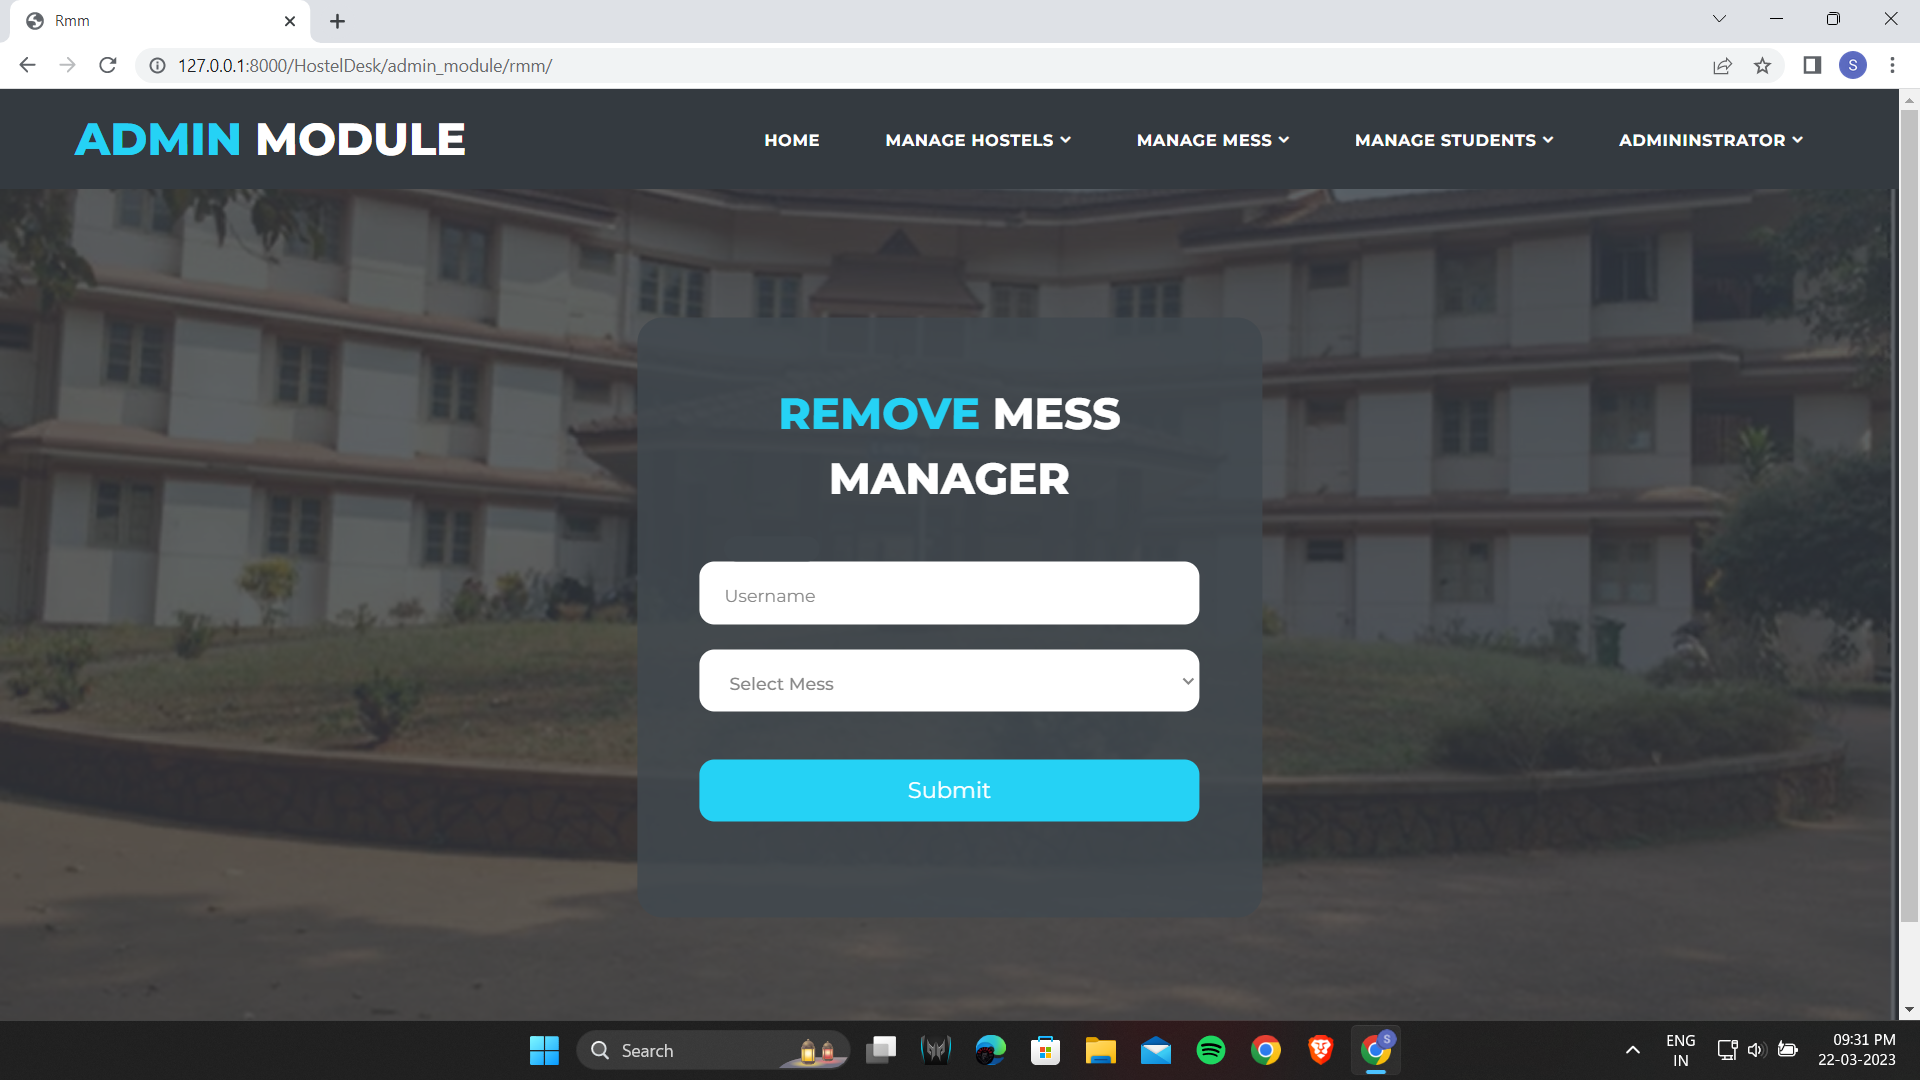 Rmm
127.0.0.1:8000/HostelDesk/admin_module/rmm/
S
ADMIN MODULE
HOME
MANAGE HOSTELS
MANAGE MESS
MANAGE STUDENTS
ADMININSTRATOR
REMOVE MESS
MANAGER
Username
Select Mess
Submit
Search
S
ENG
IN
09:31 PM
22-03-2023